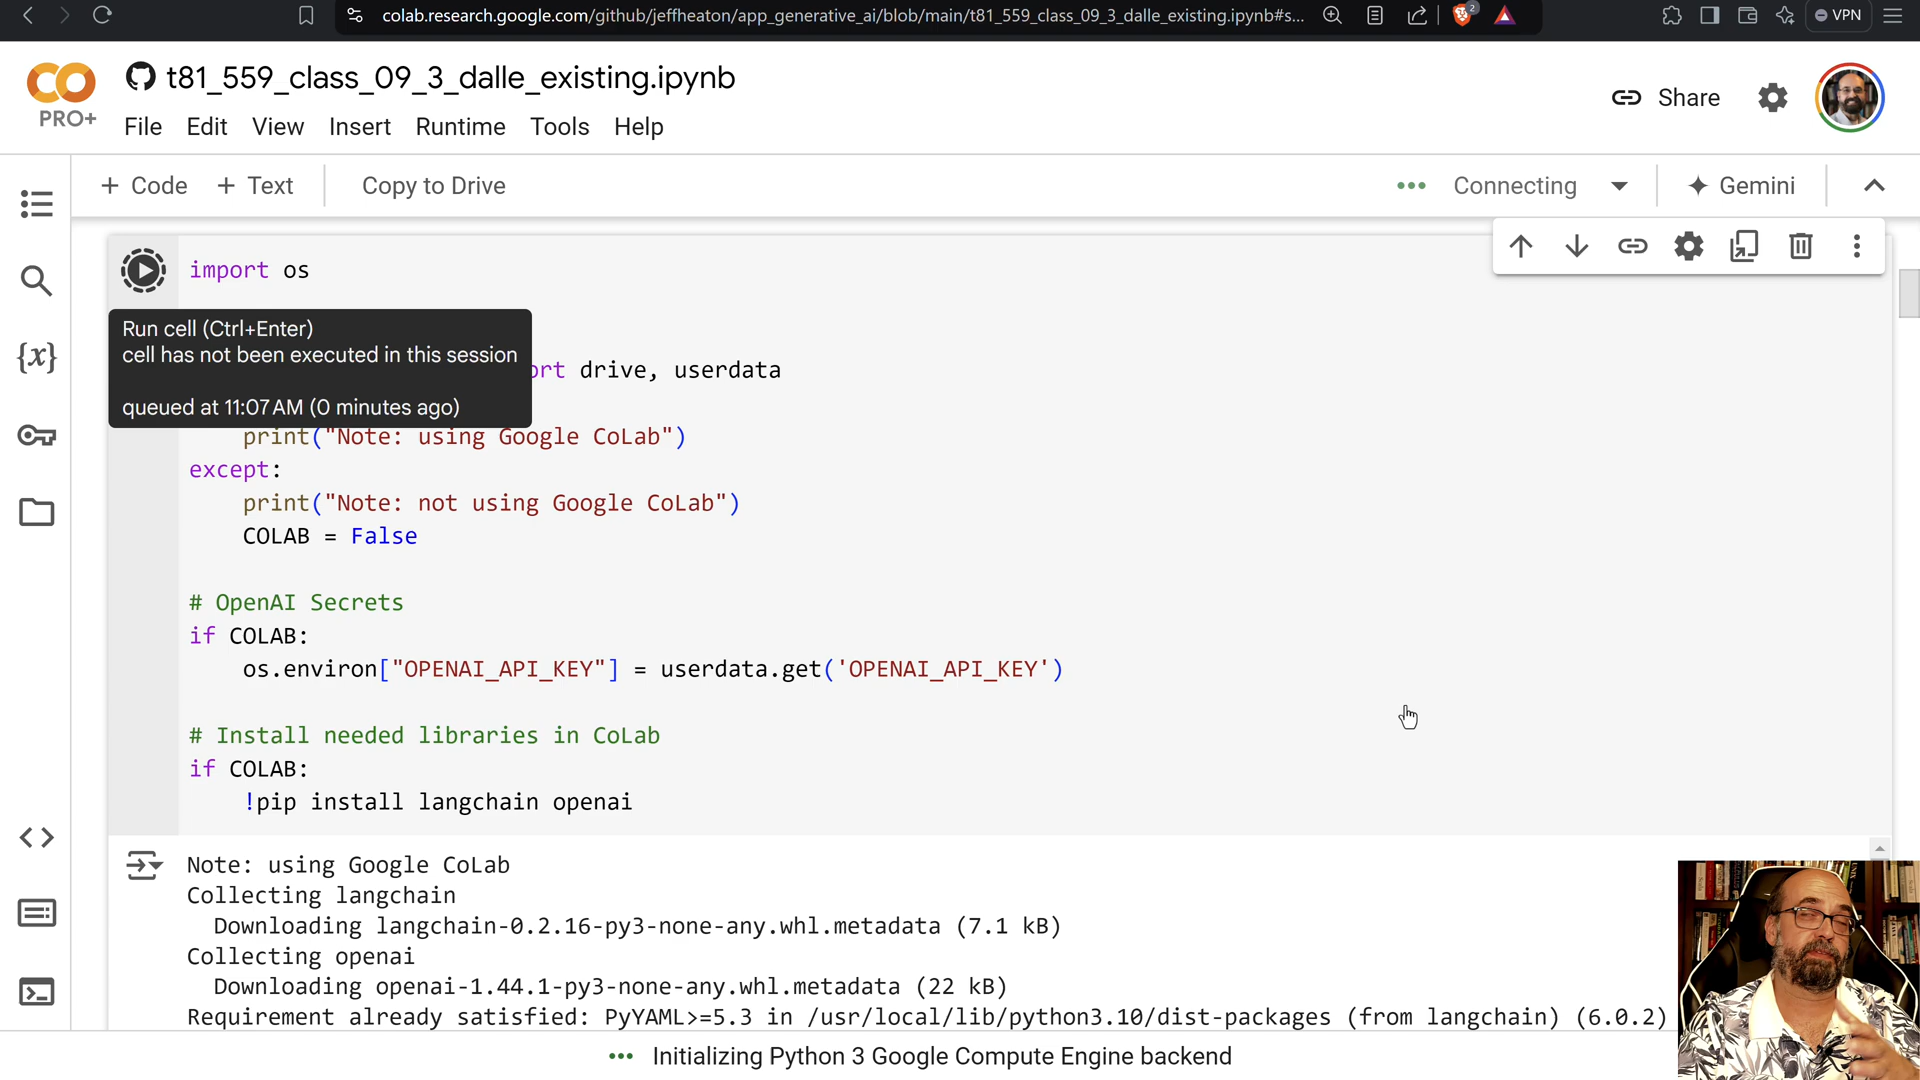 colab.research.google.com/github/jeffheaton/app_generative_ai/blob/main/t81_559_class_09_3_dalle_existing.ipynb#s...
2
VPN
PRO+
t81_559_class_09_3_dalle_existing.ipynb
Share
File Edit View Insert Runtime Tools Help
+ Code + Text Copy to Drive
Connecting
Gemini
import os
Run cell (Ctrl+Enter)
cell has not been executed in this session
queued at 11:07 AM (0 minutes ago)
ort drive, userdata
print("Note: using Google CoLab")
except:
print("Note: not using Google CoLab")
COLAB = False
# OpenAI Secrets
if COLAB:
os.environ["OPENAI_API_KEY"] = userdata.get('OPENAI_API_KEY')
# Install needed libraries in CoLab
if COLAB:
!pip install langchain openai
Note: using Google CoLab
Collecting langchain
Downloading langchain-0.2.16-py3-none-any.whl.metadata (7.1 kB)
Collecting openai
Downloading openai-1.44.1-py3-none-any.whl.metadata (22 kB)
Requirement already satisfied: PyYAML>=5.3 in /usr/local/lib/python3.10/dist-packages (from langchain) (6.0.2)
Initializing Python 3 Google Compute Engine backend